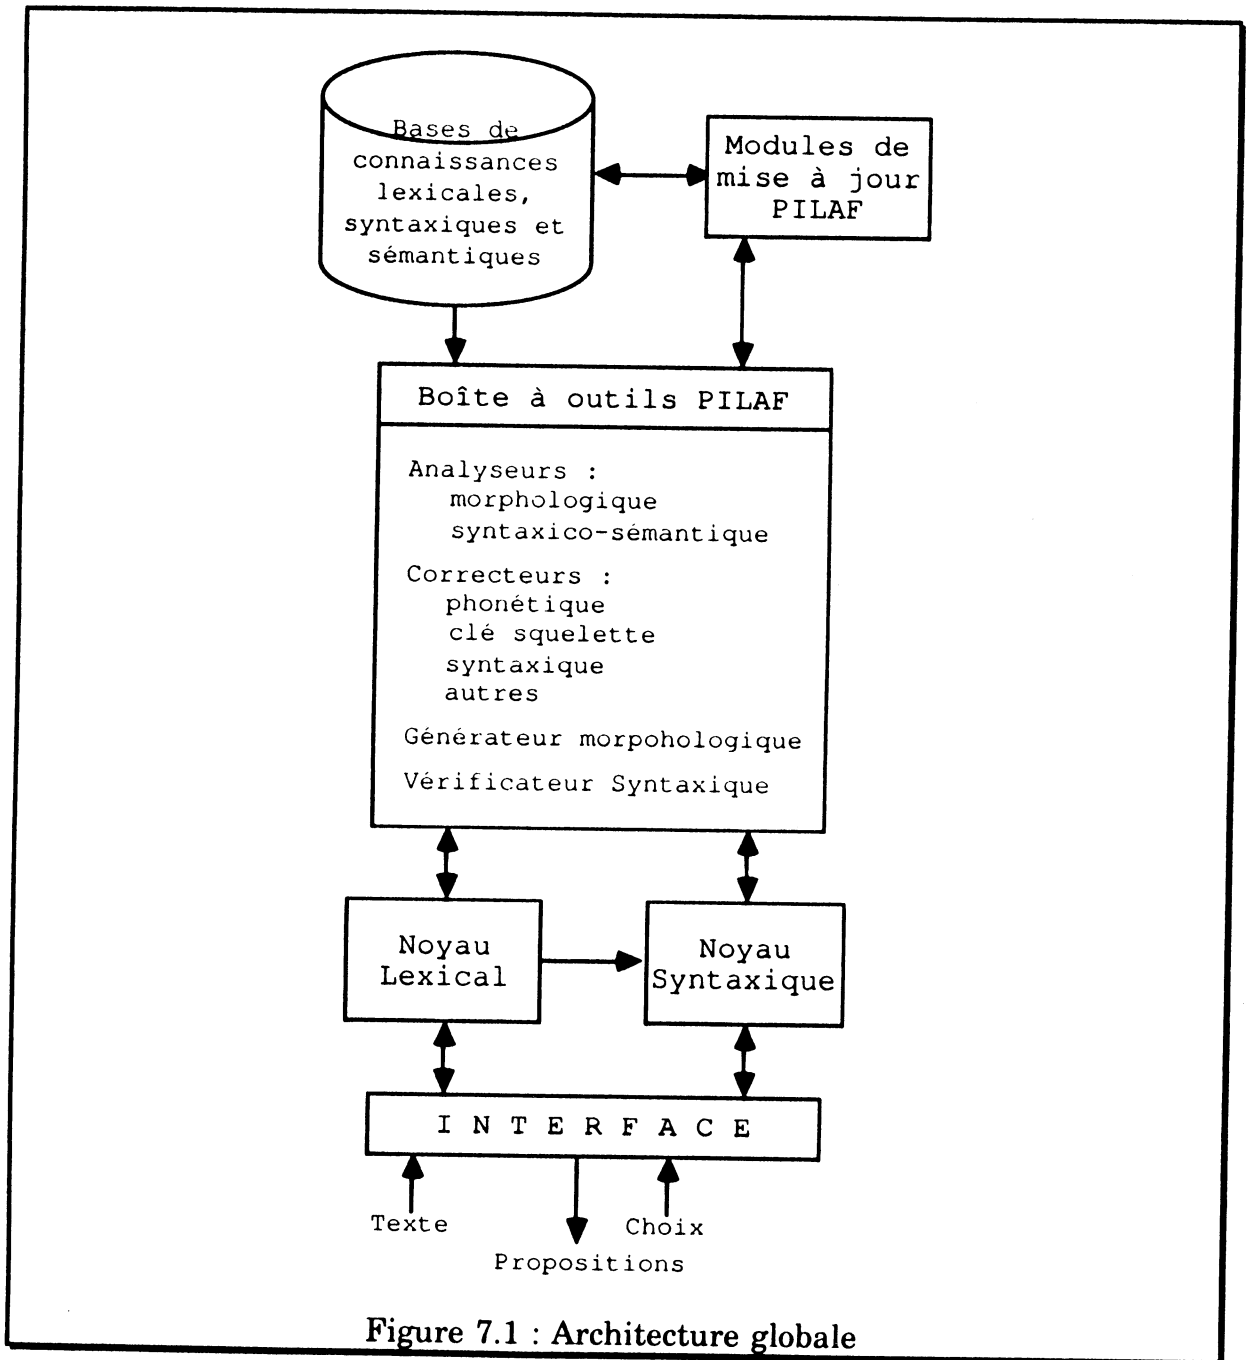 Bases de
connaissances
lexicales,
syntaxiques et
sémantiques
Modules de
mise à jour
PILAF
Boîte à outils PILAF
Analyseurs :
morphologique
syntaxico-sémantique
Correcteurs :
phonétique
clé squelette
syntaxique
autres
Générateur morpohologique
Vérificateur Syntaxique
Noyau
Lexical
Noyau
Syntaxique
I N T E R F A C E
Texte
Choix
Propositions
Figure 7.1 : Architecture globale